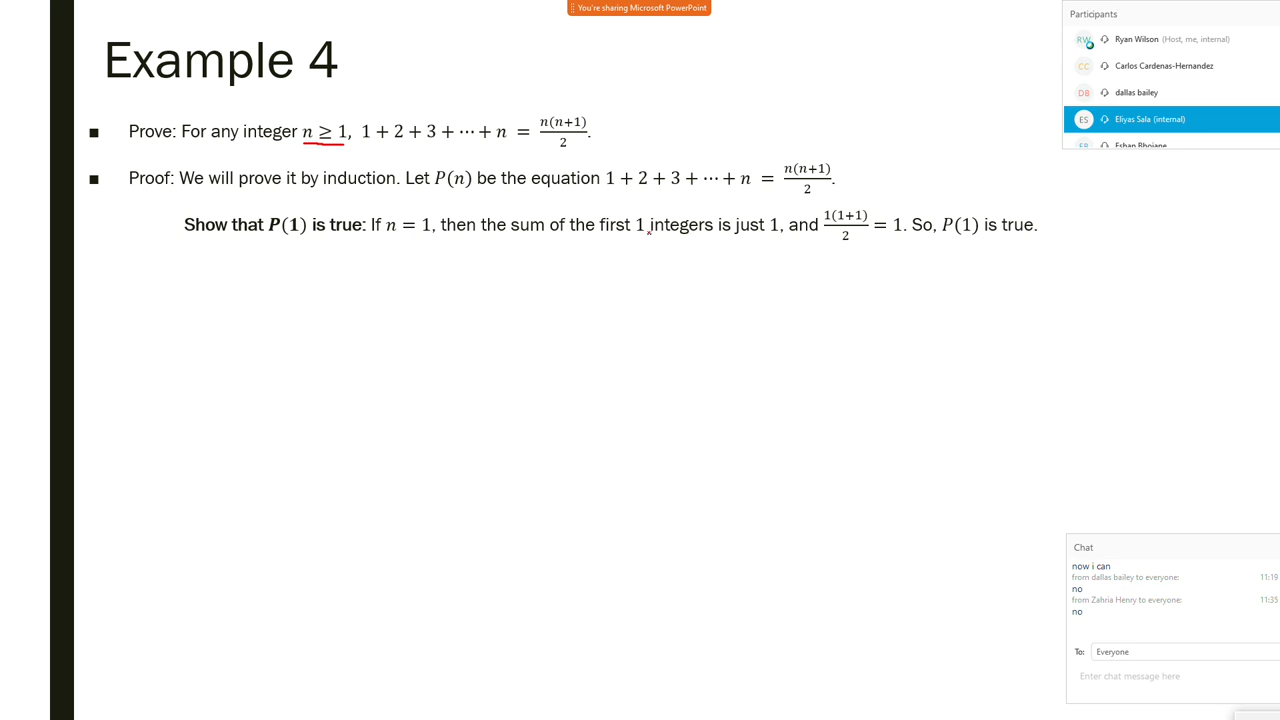 You're sharing Microsoft PowerPoint
Example 4
■ Prove: For any integer n ≥ 1, 1 + 2 + 3 + ⋯ + n = n(n+1)/2.
■ Proof: We will prove it by induction. Let P(n) be the equation 1 + 2 + 3 + ⋯ + n = n(n+1)/2.
Show that P(1) is true: If n = 1, then the sum of the first 1 integers is just 1, and 1(1+1)/2 = 1. So, P(1) is true.
Participants
RW Ryan Wilson (Host, me, internal)
CC Carlos Cardenas-Hernandez
DB dallas bailey
ES Eliyas Sala (internal)
Chat
now i can
from dallas bailey to everyone: 11:19
no
from Zahria Henry to everyone: 11:35
no
To: Everyone
Enter chat message here